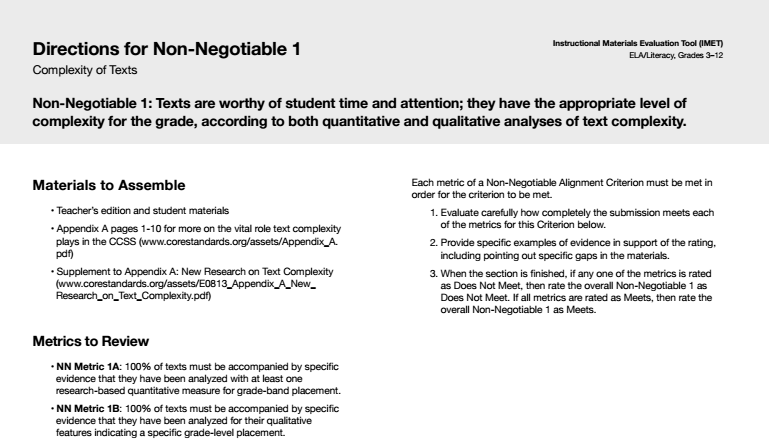 Directions for Non-Negotiable 1
Complexity of Texts
Instructional Materials Evaluation Tool (IMET)
ELA/Literacy, Grades 3–12
Non-Negotiable 1: Texts are worthy of student time and attention; they have the appropriate level of
complexity for the grade, according to both quantitative and qualitative analyses of text complexity.
Materials to Assemble
• Teacher's edition and student materials
• Appendix A pages 1-10 for more on the vital role text complexity
plays in the CCSS (www.corestandards.org/assets/Appendix_A.
pdf)
• Supplement to Appendix A: New Research on Text Complexity
(www.corestandards.org/assets/E0813_Appendix_A_New_
Research_on_Text_Complexity.pdf)
Metrics to Review
• NN Metric 1A: 100% of texts must be accompanied by specific
evidence that they have been analyzed with at least one
research-based quantitative measure for grade-band placement.
• NN Metric 1B: 100% of texts must be accompanied by specific
evidence that they have been analyzed for their qualitative
features indicating a specific grade-level placement.
Each metric of a Non-Negotiable Alignment Criterion must be met in
order for the criterion to be met.
1. Evaluate carefully how completely the submission meets each
of the metrics for this Criterion below.
2. Provide specific examples of evidence in support of the rating,
including pointing out specific gaps in the materials.
3. When the section is finished, if any one of the metrics is rated
as Does Not Meet, then rate the overall Non-Negotiable 1 as
Does Not Meet. If all metrics are rated as Meets, then rate the
overall Non-Negotiable 1 as Meets.